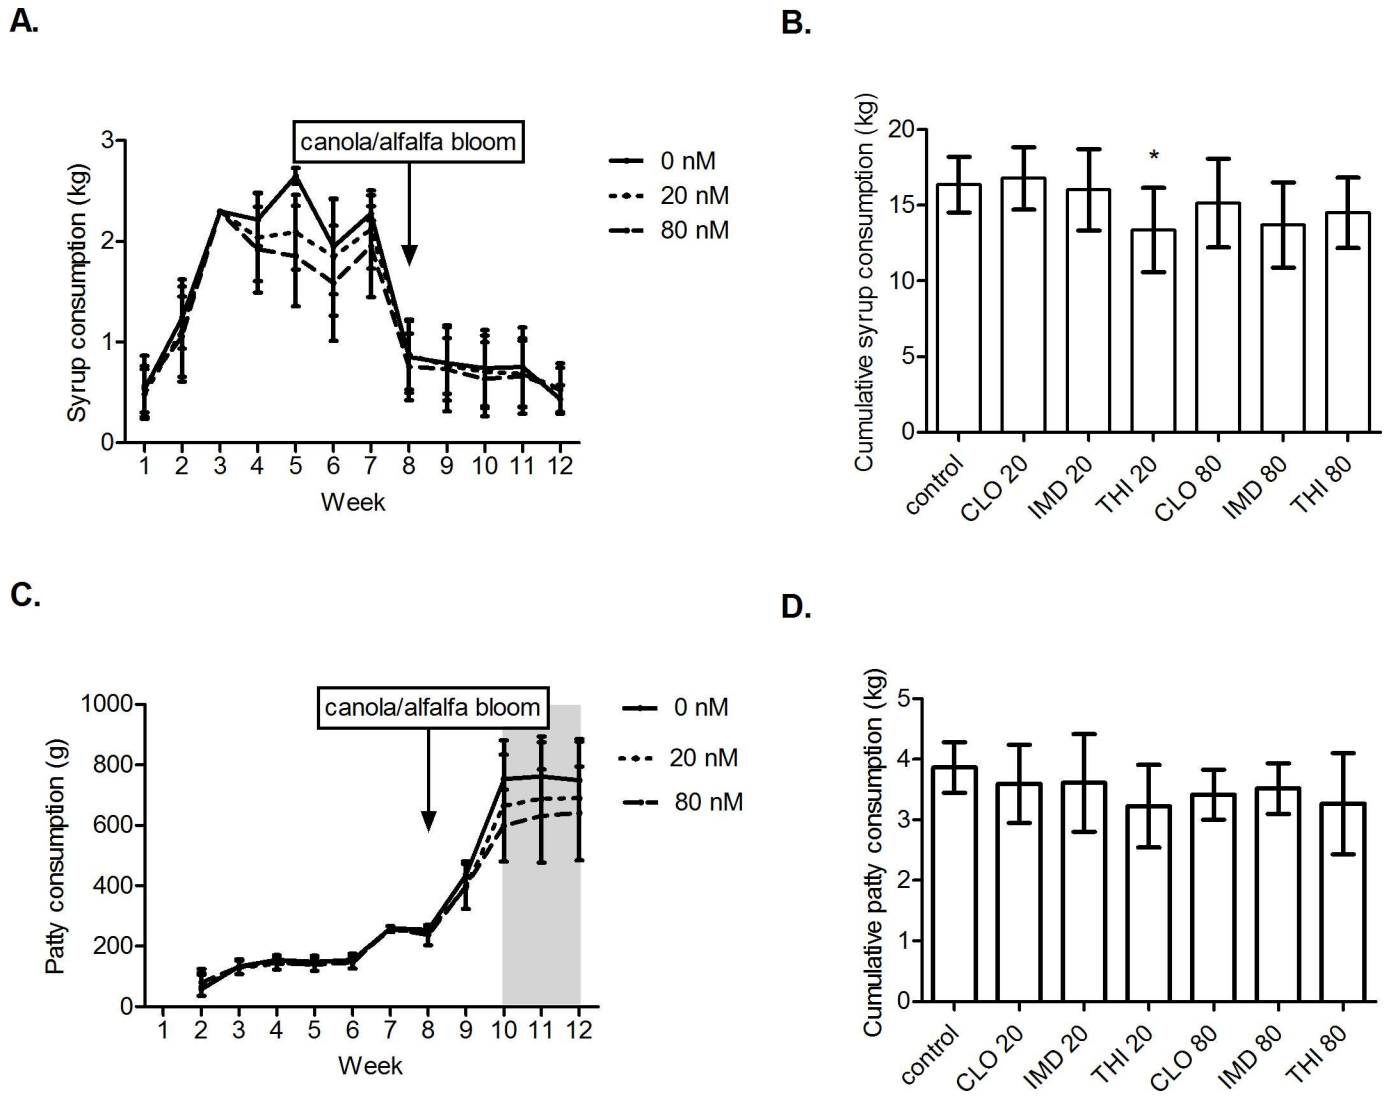 A.
Syrup consumption (kg)
3
2
1
0
canola/alfalfa bloom
0 nM
20 nM
80 nM
1 2 3 4 5 6 7 8 9 10 11 12
Week
B.
Cumulative syrup consumption (kg)
20
15
10
5
0
*
control
CLO 20
IMD 20
THI 20
CLO 80
IMD 80
THI 80
C.
Patty consumption (g)
1000
800
600
400
200
0
canola/alfalfa bloom
0 nM
20 nM
80 nM
1 2 3 4 5 6 7 8 9 10 11 12
Week
D.
Cumulative patty consumption (kg)
5
4
3
2
1
0
control
CLO 20
IMD 20
THI 20
CLO 80
IMD 80
THI 80